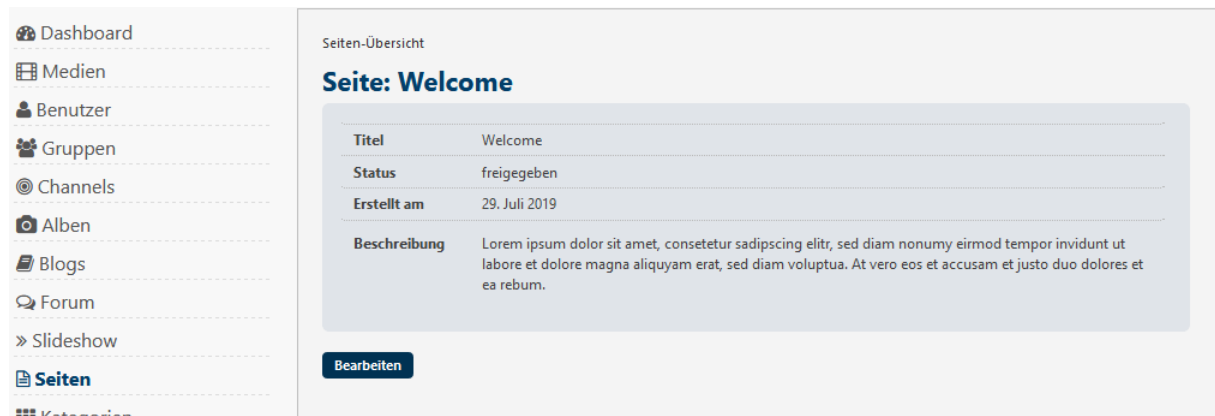 Dashboard
Medien
Benutzer
Gruppen
Channels
Alben
Blogs
Forum
Slideshow
Seiten
Kategorien
Seiten-Übersicht
Seite: Welcome
Titel Welcome
Status freigegeben
Erstellt am 29. Juli 2019
Beschreibung Lorem ipsum dolor sit amet, consetetur sadipscing elitr, sed diam nonumy eirmod tempor invidunt ut
labore et dolore magna aliquyam erat, sed diam voluptua. At vero eos et accusam et justo duo dolores et
ea rebum.
Bearbeiten